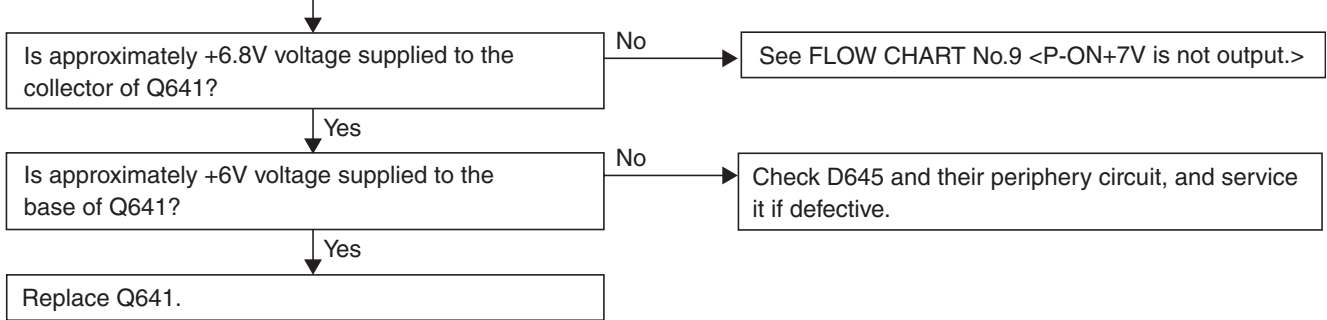 Is approximately +6.8V voltage supplied to the
collector of Q641?
No
See FLOW CHART No.9 <P-ON+7V is not output.>
Yes
Is approximately +6V voltage supplied to the
base of Q641?
No
Check D645 and their periphery circuit, and service
it if defective.
Yes
Replace Q641.